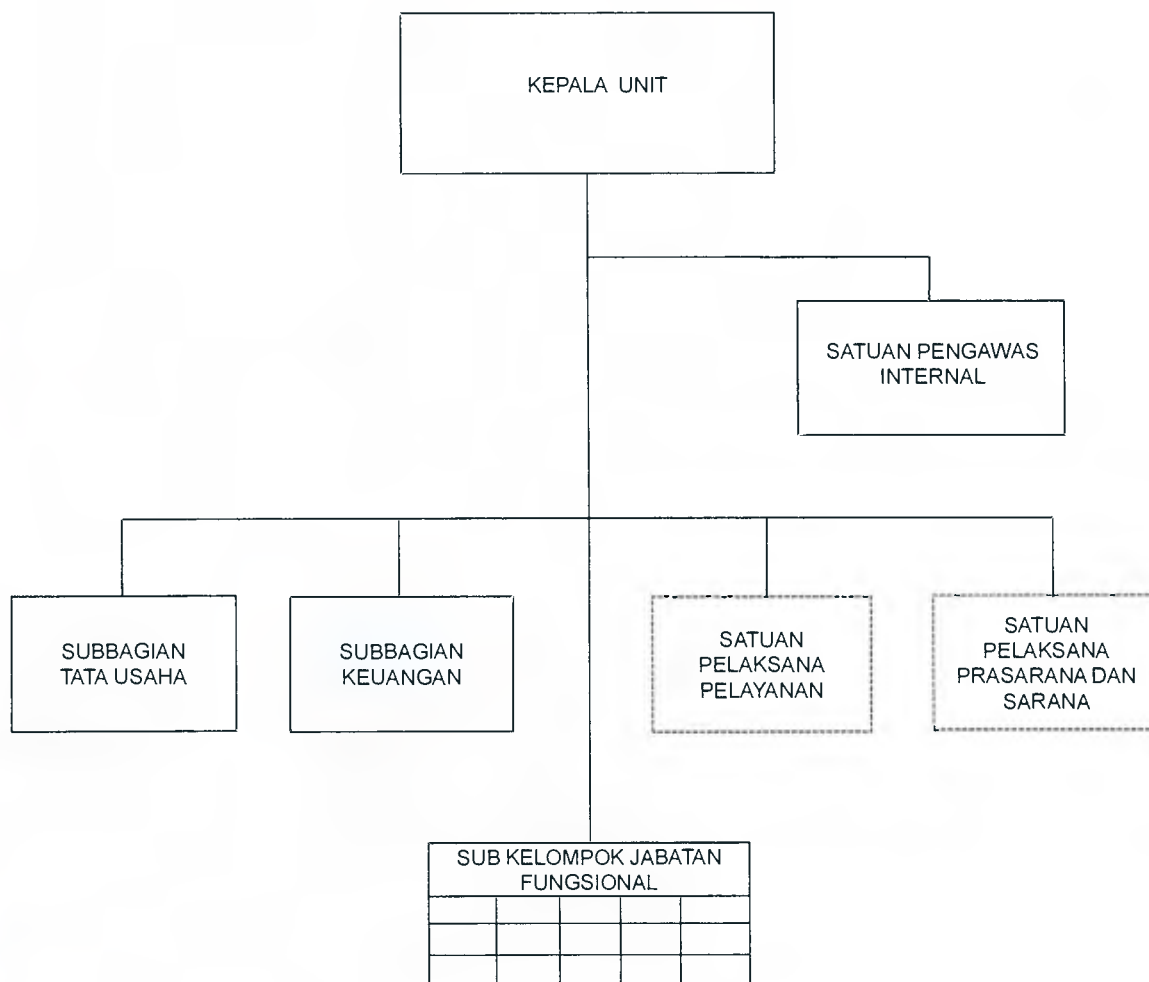 KEPALA UNIT
SATUAN PENGAWAS
INTERNAL
SUBBAGIAN
TATA USAHA
SUBBAGIAN
KEUANGAN
SATUAN
PELAKSANA
PELAYANAN
SATUAN
PELAKSANA
PRASARANA DAN
SARANA
SUB KELOMPOK JABATAN
FUNGSIONAL